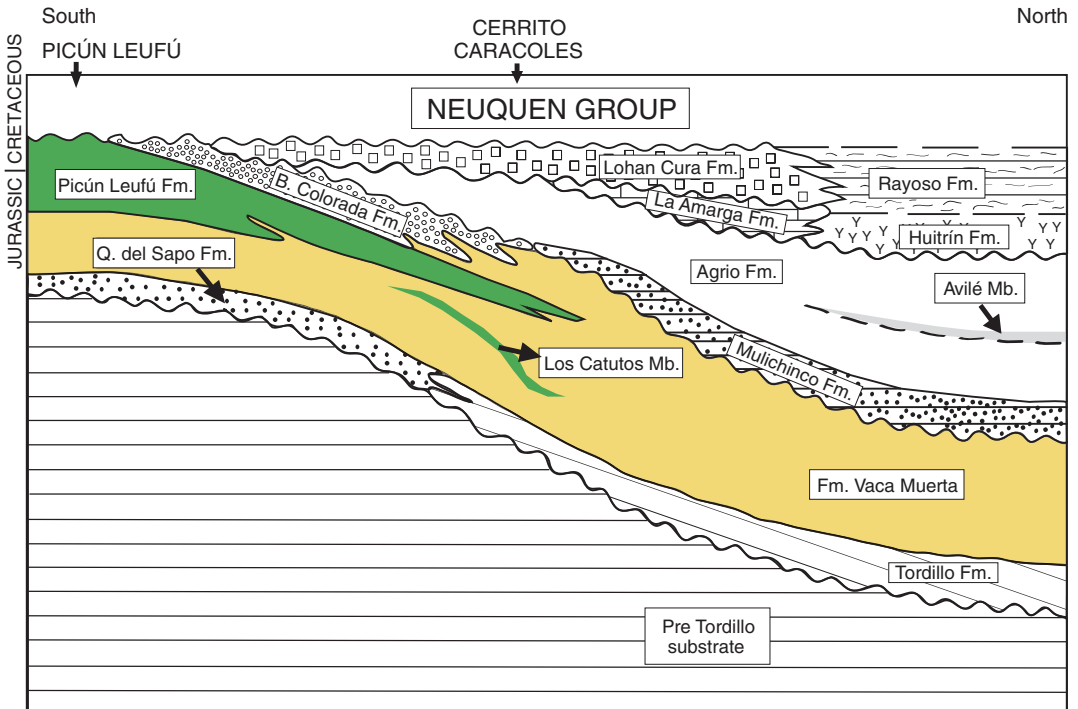 South
North
PICÚN LEUFÚ
CERRITO
CARACOLES
JURASSIC | CRETACEOUS
NEUQUEN GROUP
Lohan Cura Fm.
Rayoso Fm.
Picún Leufú Fm.
B. Colorada Fm.
La Amarga Fm.
Huitrín Fm.
Q. del Sapo Fm.
Agrio Fm.
Avilé Mb.
Los Catutos Mb.
Mulichinco Fm.
Fm. Vaca Muerta
Tordillo Fm.
Pre Tordillo
substrate